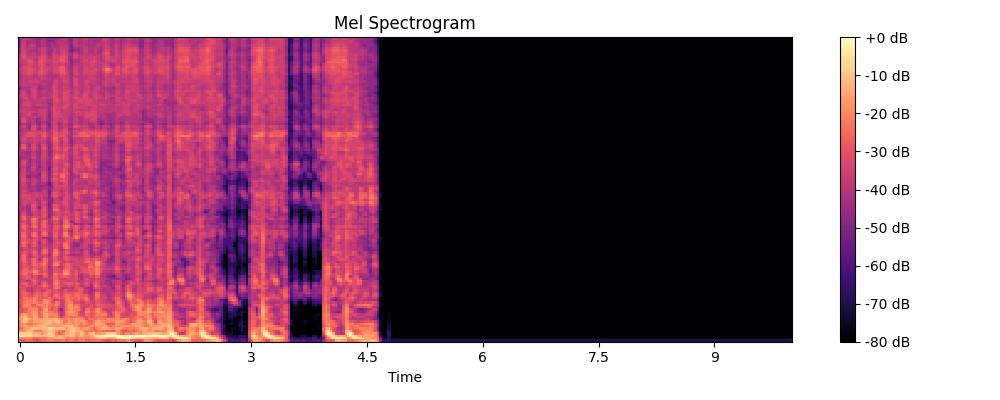 Mel Spectrogram
+0 dB
-10 dB
-20 dB
-30 dB
-40 dB
-50 dB
-60 dB
-70 dB
-80 dB
0 1.5 3 4.5 6 7.5 9
Time